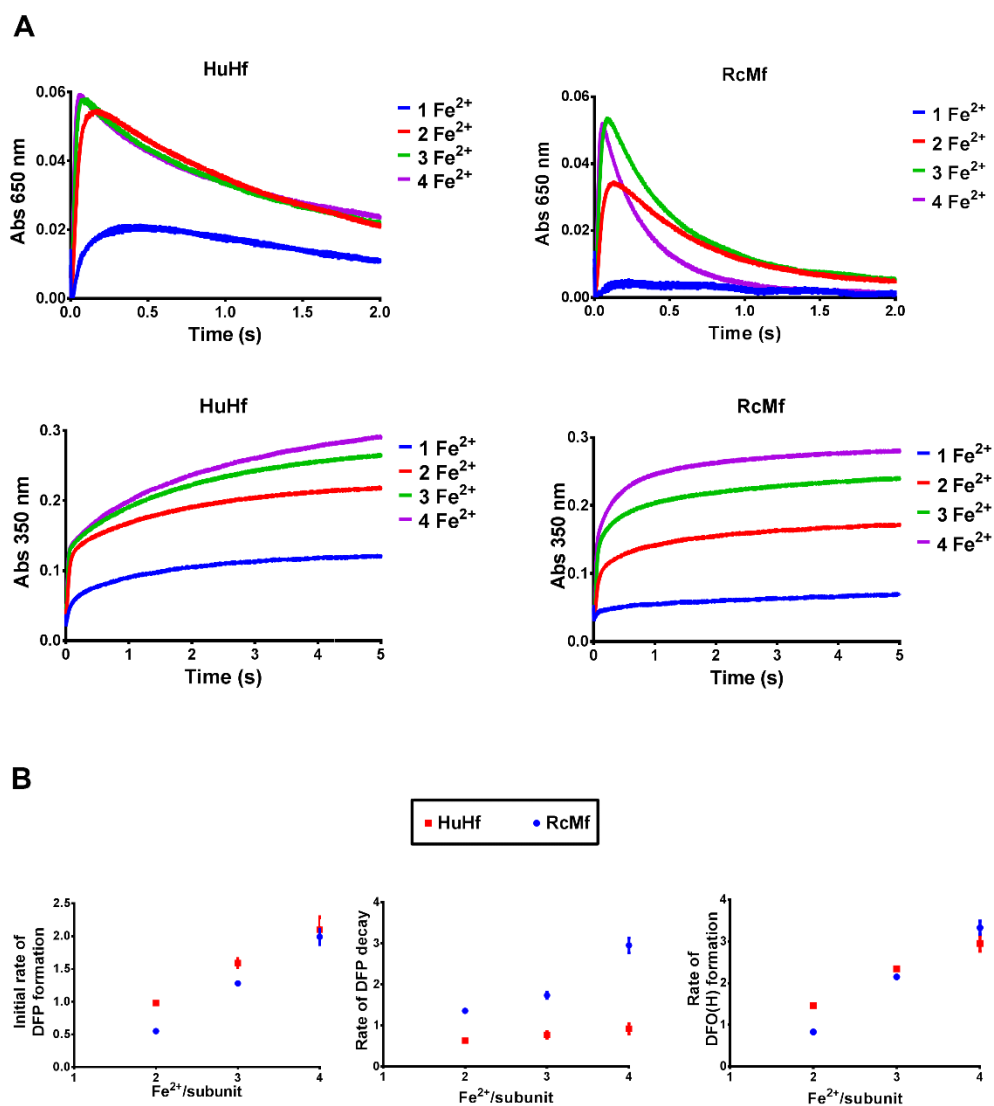 A
HuHf
Abs 650 nm
0.06
0.04
0.02
0.00
0.0 0.5 1.0 1.5 2.0
Time (s)
1 Fe²⁺
2 Fe²⁺
3 Fe²⁺
4 Fe²⁺
RcMf
Abs 650 nm
0.06
0.04
0.02
0.00
0.0 0.5 1.0 1.5 2.0
Time (s)
1 Fe²⁺
2 Fe²⁺
3 Fe²⁺
4 Fe²⁺
HuHf
Abs 350 nm
0.3
0.2
0.1
0.0
0 1 2 3 4 5
Time (s)
1 Fe²⁺
2 Fe²⁺
3 Fe²⁺
4 Fe²⁺
RcMf
Abs 350 nm
0.3
0.2
0.1
0.0
0 1 2 3 4 5
Time (s)
1 Fe²⁺
2 Fe²⁺
3 Fe²⁺
4 Fe²⁺
B
HuHf RcMf
Initial rate of
DFP formation
2.5
2.0
1.5
1.0
0.5
0.0
1 2 3 4
Fe²⁺/subunit
Rate of DFP decay
4
3
2
1
0
1 2 3 4
Fe²⁺/subunit
Rate of
DFO(H) formation
4
3
2
1
0
1 2 3 4
Fe²⁺/subunit